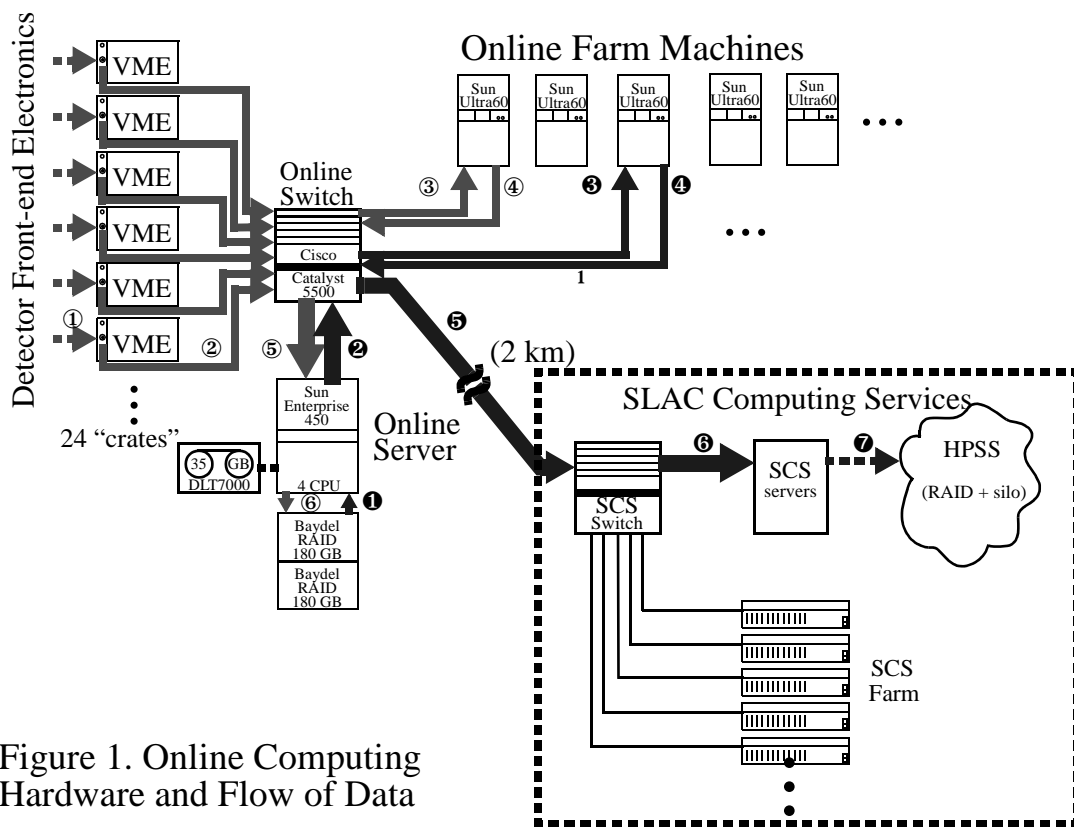 Detector Front-end Electronics
VME
VME
VME
VME
VME
VME
①
②
24 “crates”
Online Farm Machines
Sun
Ultra60
Sun
Ultra60
Sun
Ultra60
Sun
Ultra60
Sun
Ultra60
...
...
③
④
❸
❹
Online
Switch
Cisco
Catalyst
5500
1
⑤
❷
❺
(2 km)
Sun
Enterprise
450
4 CPU
Online
Server
35
GB
DLT7000
⑥
❶
Baydel
RAID
180 GB
Baydel
RAID
180 GB
SLAC Computing Services
SCS
Switch
❻
SCS
servers
❼
HPSS
(RAID + silo)
SCS
Farm
Figure 1. Online Computing
Hardware and Flow of Data